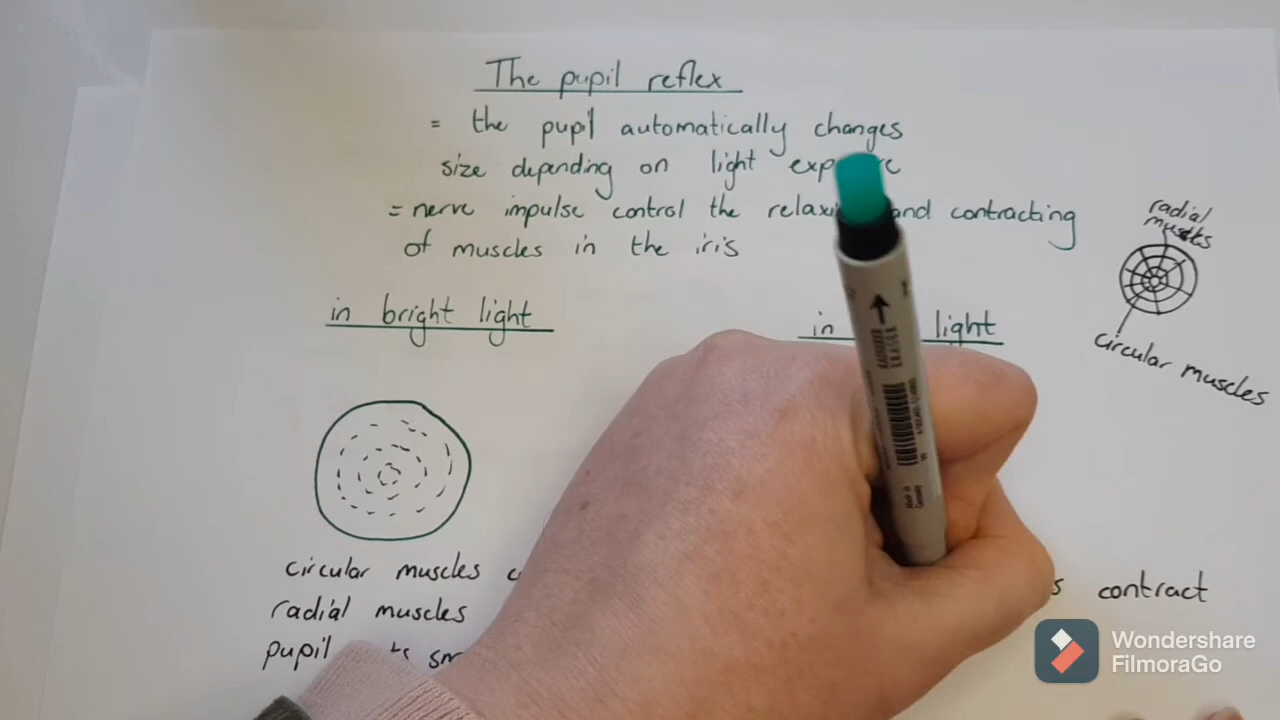 The pupil reflex
= the pupil automatically changes
size depending on light
= nerve impulse control the and contracting
of muscles in the iris
radial
muscles
circular muscles
in bright light
in light
circular muscles
radial muscles
pupil
contract
Wondershare
FilmoraGo